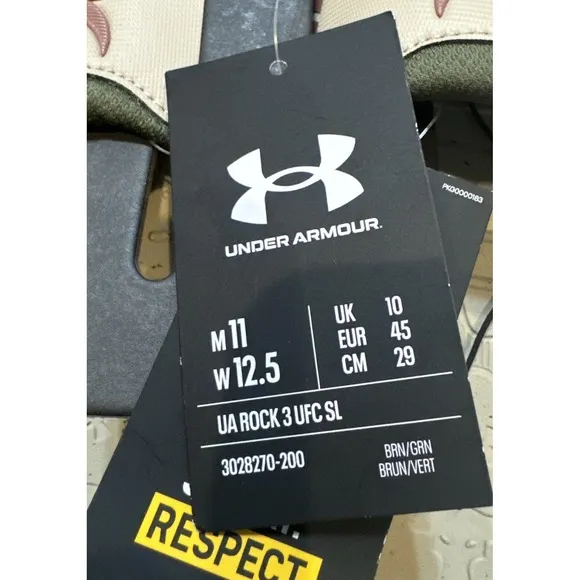 UNDER ARMOUR.
M 11
W 12.5
UK 10
EUR 45
CM 29
UA ROCK 3 UFC SL
3028270-200
BRN/GRN
BRUN/VERT
PK00000163
RESPECT